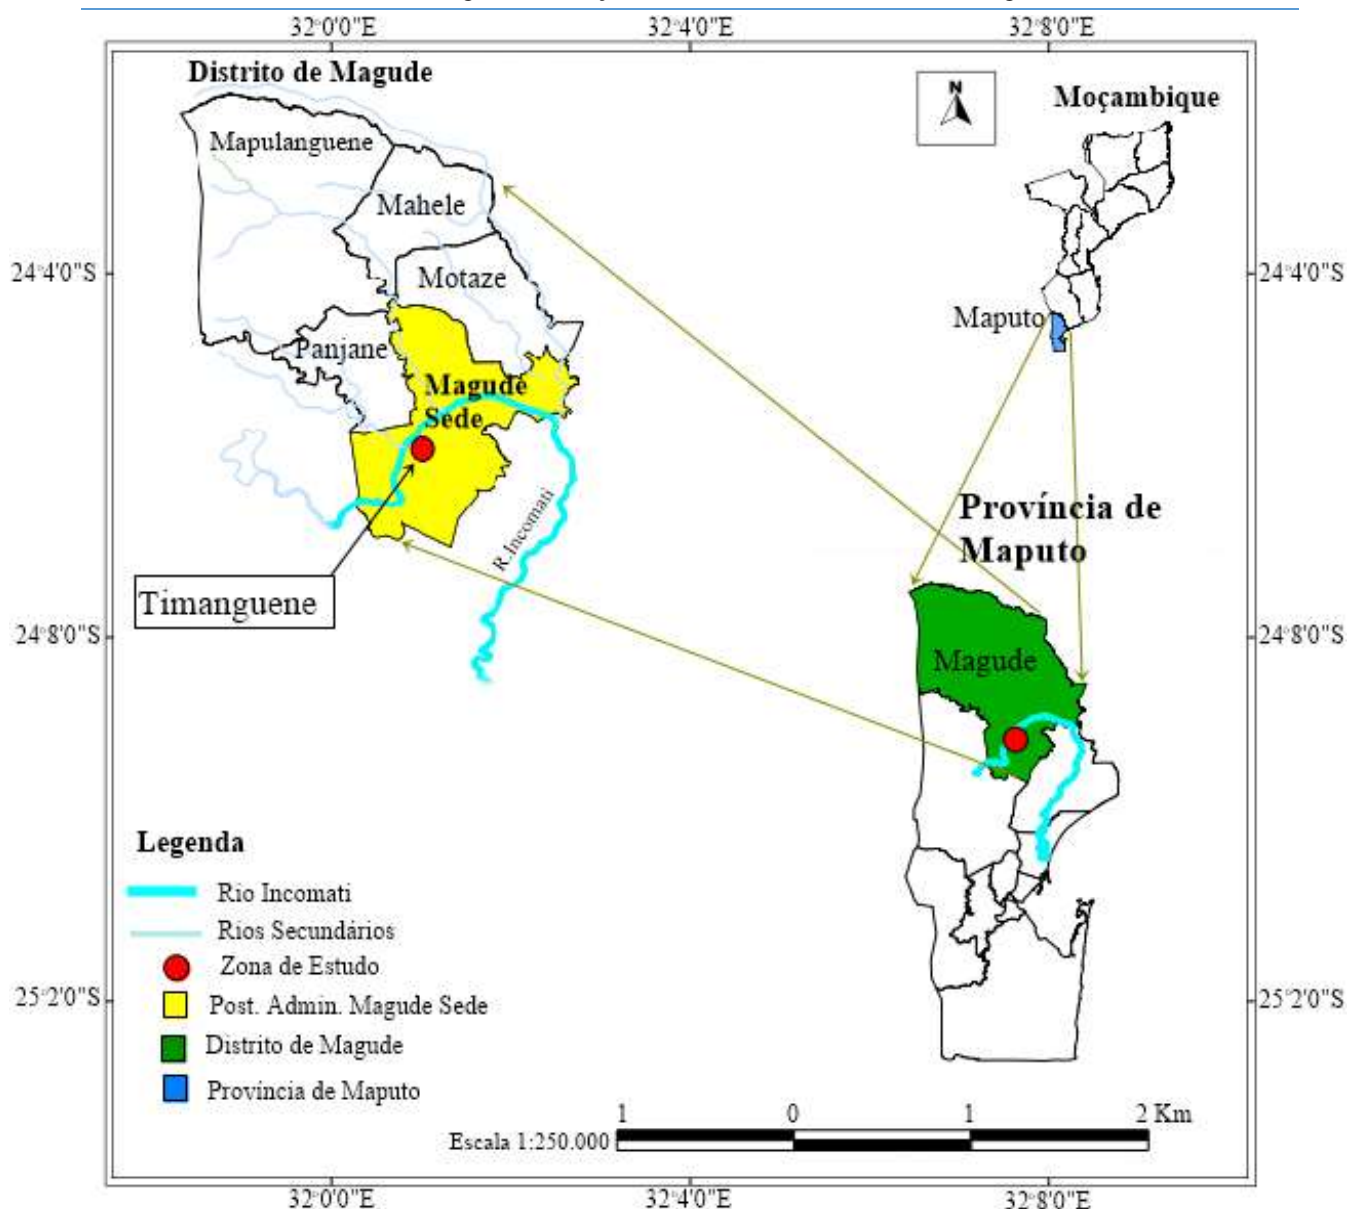 32°0'0"E 32°4'0"E 32°8'0"E
Distrito de Magude
N
Moçambique
Mapulanguene
Mahele
24°4'0"S 24°4'0"S
Motaze
Maputo
Panjane
Magude
Sede
R.Incomati
Província de
Maputo
Timanguene
24°8'0"S 24°8'0"S
Magude
Legenda
Rio Incomati
Rios Secundários
Zona de Estudo
Post. Admin. Magude Sede
Distrito de Magude
Província de Maputo
25°2'0"S 25°2'0"S
1 0 1 2 Km
Escala 1:250.000
32°0'0"E 32°4'0"E 32°8'0"E